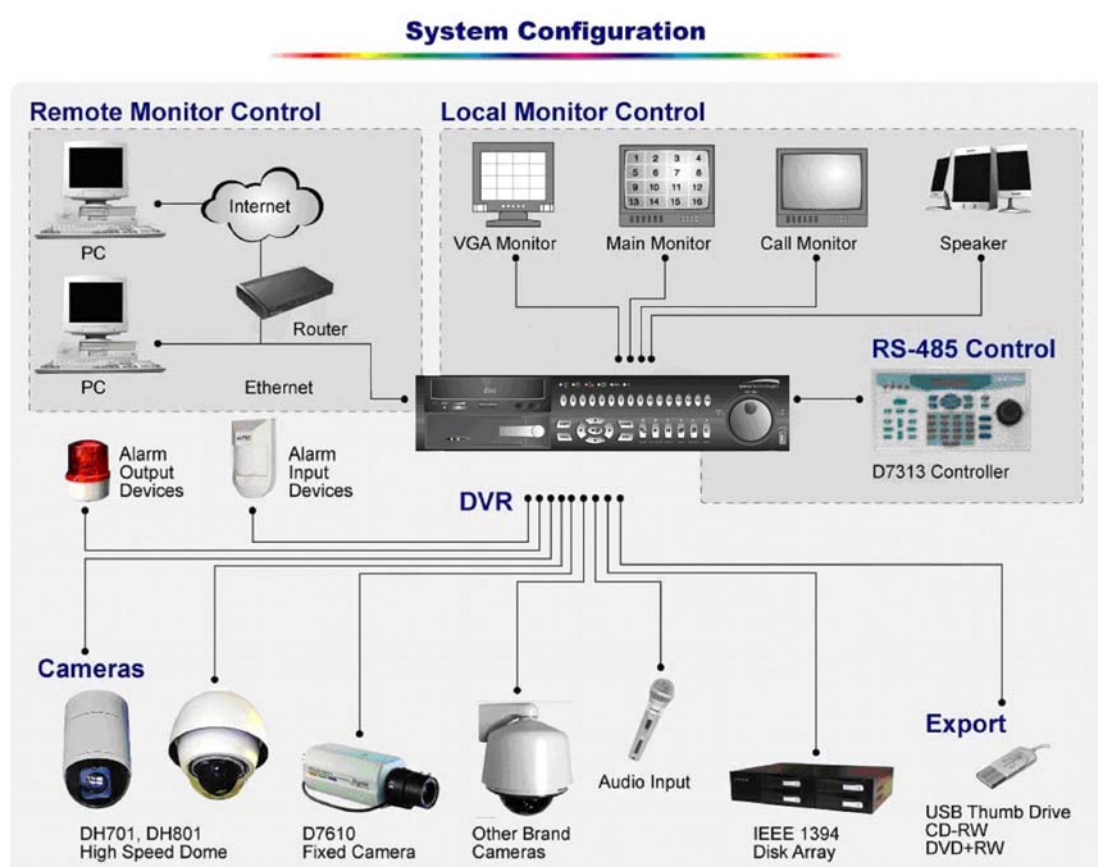 System Configuration
Remote Monitor Control
Local Monitor Control
PC
Internet
Router
PC
Ethernet
1 2 3 4
5 6 7 8
9 10 11 12
13 14 15 16
VGA Monitor
Main Monitor
Call Monitor
Speaker
RS-485 Control
D7313 Controller
Alarm
Output
Devices
Alarm
Input
Devices
DVR
Cameras
DH701, DH801
High Speed Dome
D7610
Fixed Camera
Other Brand
Cameras
Audio Input
IEEE 1394
Disk Array
Export
USB Thumb Drive
CD-RW
DVD+RW